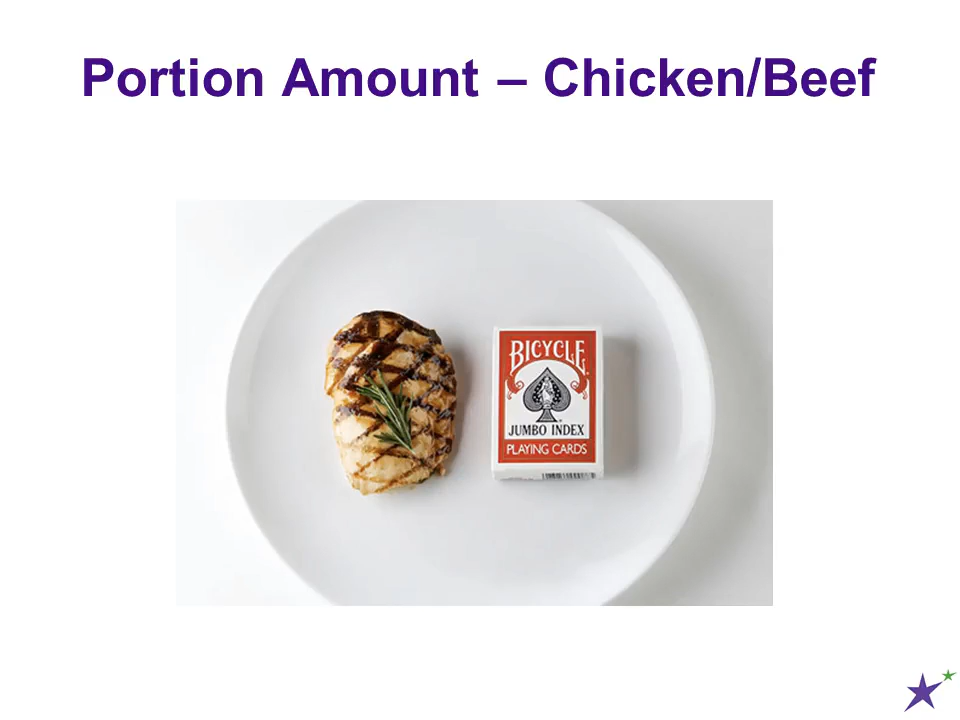 Portion Amount – Chicken/Beef
BICYCLE
JUMBO INDEX
PLAYING CARDS